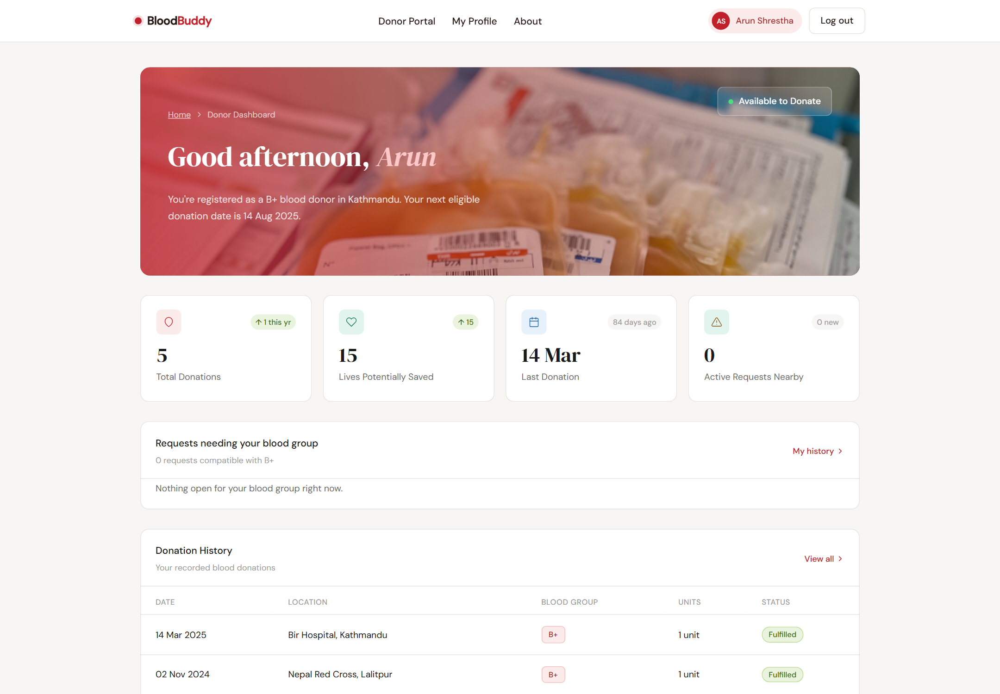 BloodBuddy
Donor Portal
My Profile
About
AS
Arun Shrestha
Log out
Available to Donate
Home > Donor Dashboard
Good afternoon, Arun
You're registered as a B+ blood donor in Kathmandu. Your next eligible
donation date is 14 Aug 2025.
↑ 1 this yr
5
Total Donations
↑ 15
15
Lives Potentially Saved
84 days ago
14 Mar
Last Donation
0 new
0
Active Requests Nearby
Requests needing your blood group
0 requests compatible with B+
My history >
Nothing open for your blood group right now.
Donation History
Your recorded blood donations
View all >
DATE LOCATION BLOOD GROUP UNITS STATUS
14 Mar 2025 Bir Hospital, Kathmandu B+ 1 unit Fulfilled
02 Nov 2024 Nepal Red Cross, Lalitpur B+ 1 unit Fulfilled